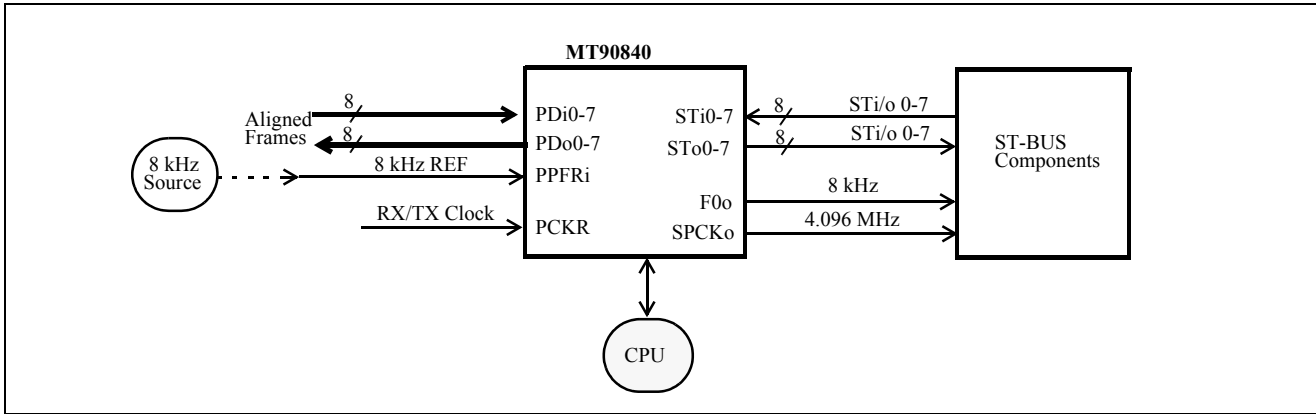 MT90840
8
Aligned
Frames
8
8 kHz
Source
8 kHz REF
RX/TX Clock
PDi0-7
PDo0-7
PPFRi
PCKR
STi0-7
STo0-7
F0o
SPCKo
8
STi/o 0-7
8
STi/o 0-7
8 kHz
4.096 MHz
ST-BUS
Components
CPU